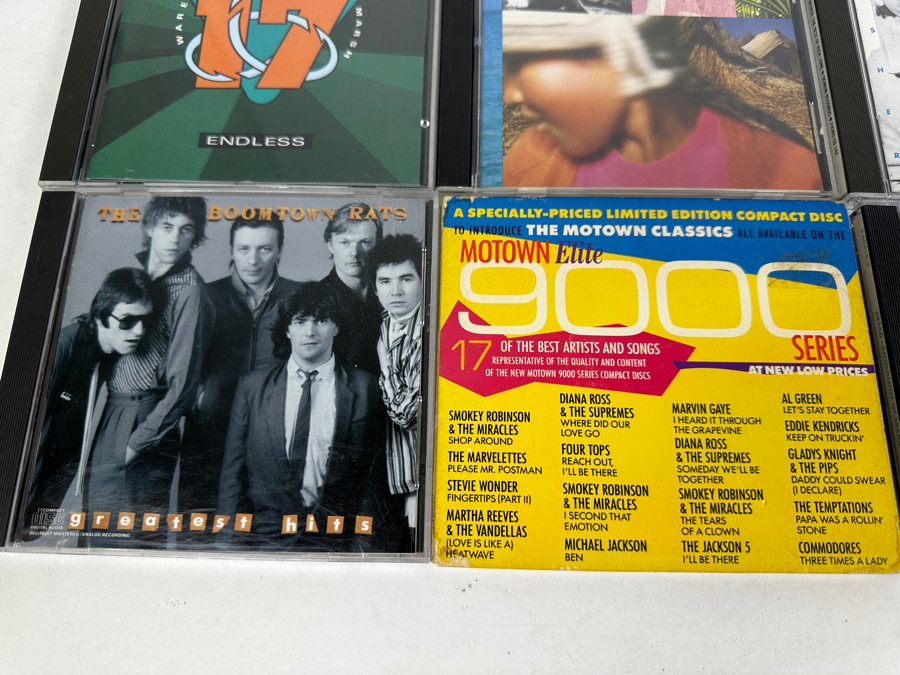 WARE
MARSH
17
ENDLESS
S
H
E
R
THE BOOMTOWN RATS
COMPACT
disc
DIGITAL AUDIO
DIGITALLY MASTERED/ANALOG RECORDING
greatest hits
A SPECIALLY-PRICED LIMITED EDITION COMPACT DISC
TO INTRODUCE THE MOTOWN CLASSICS ALL AVAILABLE ON THE
MOTOWN Elite
9000
SERIES
AT NEW LOW PRICES
17 OF THE BEST ARTISTS AND SONGS
REPRESENTATIVE OF THE QUALITY AND CONTENT
OF THE NEW MOTOWN 9000 SERIES COMPACT DISCS
SMOKEY ROBINSON
& THE MIRACLES
SHOP AROUND
THE MARVELETTES
PLEASE MR. POSTMAN
STEVIE WONDER
FINGERTIPS (PART II)
MARTHA REEVES
& THE VANDELLAS
(LOVE IS LIKE A)
HEATWAVE
DIANA ROSS
& THE SUPREMES
WHERE DID OUR
LOVE GO
FOUR TOPS
REACH OUT,
I'LL BE THERE
SMOKEY ROBINSON
& THE MIRACLES
I SECOND THAT
EMOTION
MICHAEL JACKSON
BEN
MARVIN GAYE
I HEARD IT THROUGH
THE GRAPEVINE
DIANA ROSS
& THE SUPREMES
SOMEDAY WE'LL BE
TOGETHER
SMOKEY ROBINSON
& THE MIRACLES
THE TEARS
OF A CLOWN
THE JACKSON 5
I'LL BE THERE
AL GREEN
LET'S STAY TOGETHER
EDDIE KENDRICKS
KEEP ON TRUCKIN'
GLADYS KNIGHT
& THE PIPS
DADDY COULD SWEAR
(I DECLARE)
THE TEMPTATIONS
PAPA WAS A ROLLIN'
STONE
COMMODORES
THREE TIMES A LADY